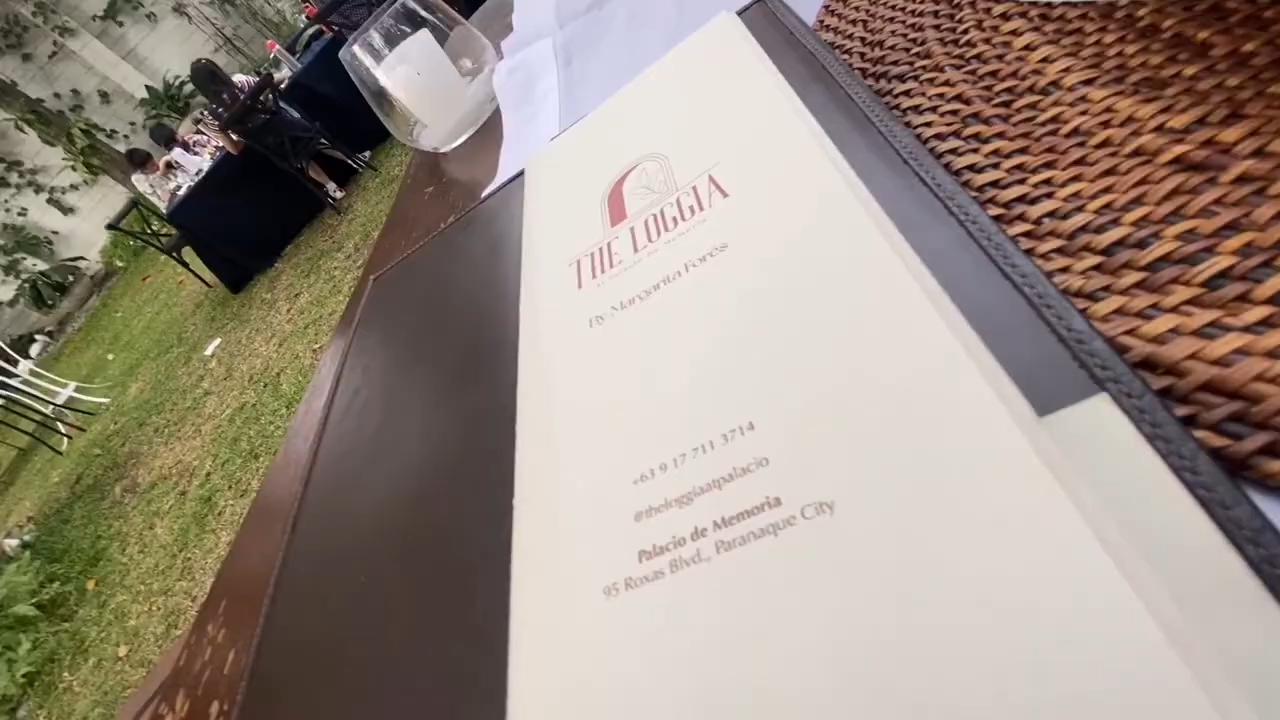 THE LOGGIA
By Margarita Forés
+63 9 17 711 3714
@theloggiaatpalacio
Palacio de Memoria
95 Roxas Blvd., Paranaque City